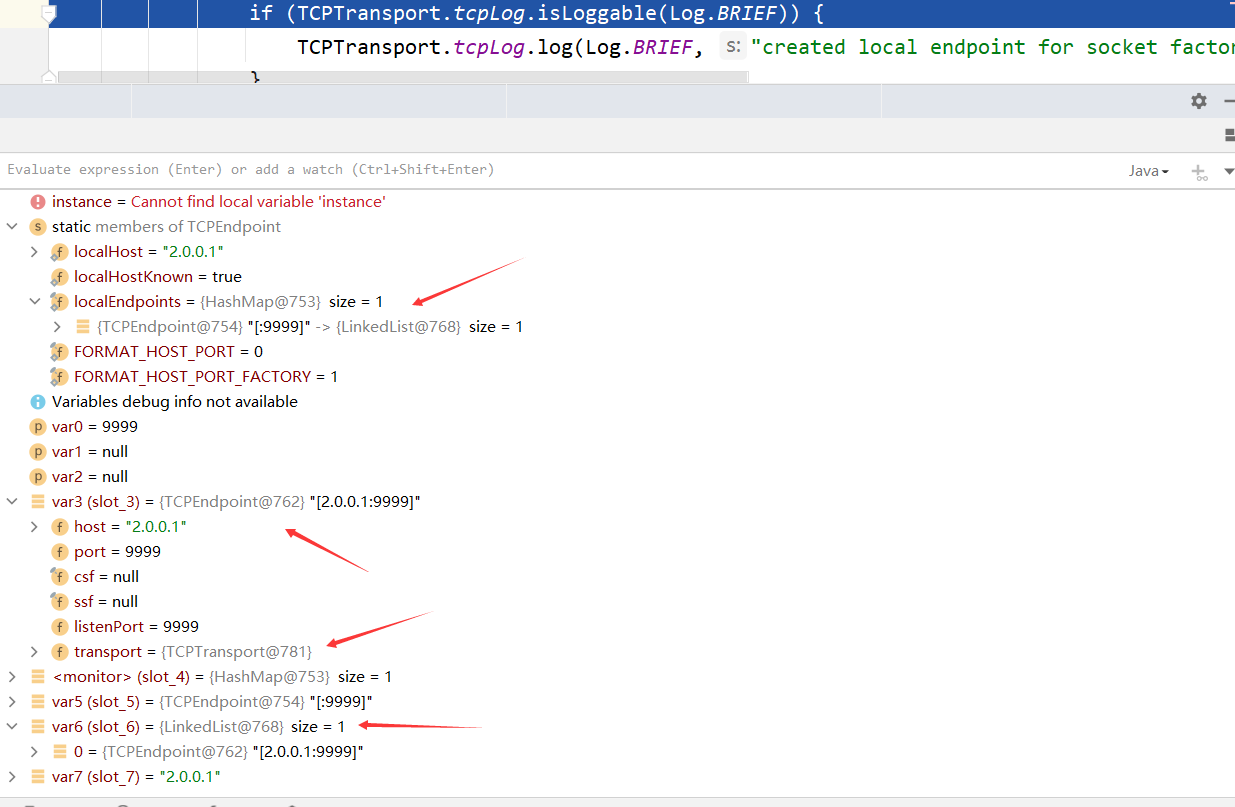 if (TCPTransport.tcpLog.isLoggable(Log.BRIEF)) {
TCPTransport.tcpLog.log(Log.BRIEF, s: "created local endpoint for socket
}
Evaluate expression (Enter) or add a watch (Ctrl+Shift+Enter) Java
instance = Cannot find local variable 'instance'
static members of TCPEndpoint
localHost = "2.0.0.1"
localHostKnown = true
localEndpoints = {HashMap@753} size = 1
{TCPEndpoint@754} "[:9999]" -> {LinkedList@768} size = 1
FORMAT_HOST_PORT = 0
FORMAT_HOST_PORT_FACTORY = 1
Variables debug info not available
var0 = 9999
var1 = null
var2 = null
var3 (slot_3) = {TCPEndpoint@762} "[2.0.0.1:9999]"
host = "2.0.0.1"
port = 9999
csf = null
ssf = null
listenPort = 9999
transport = {TCPTransport@781}
<monitor> (slot_4) = {HashMap@753} size = 1
var5 (slot_5) = {TCPEndpoint@754} "[:9999]"
var6 (slot_6) = {LinkedList@768} size = 1
0 = {TCPEndpoint@762} "[2.0.0.1:9999]"
var7 (slot_7) = "2.0.0.1"